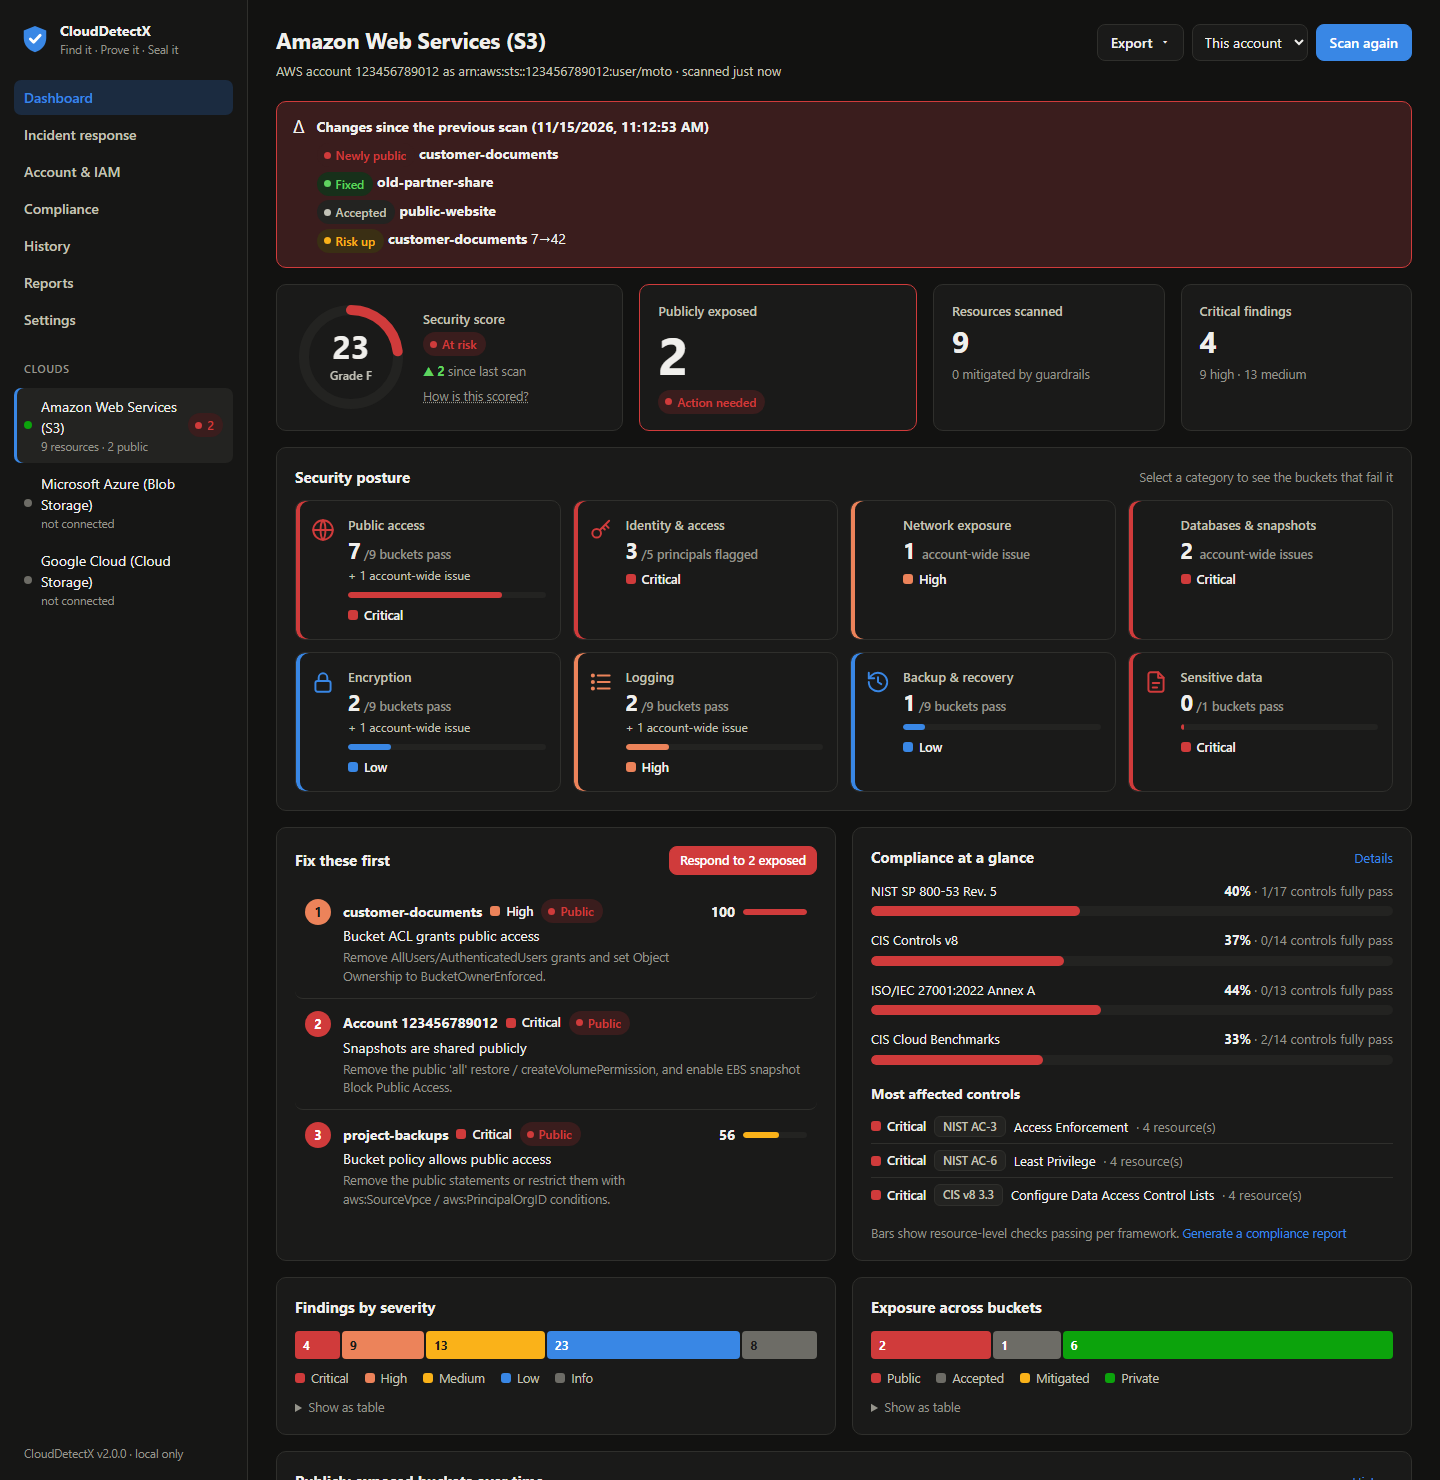 CloudDetectX
Find it · Prove it · Seal it
Dashboard
Incident response
Account & IAM
Compliance
History
Reports
Settings
CLOUDS
Amazon Web Services
(S3)
2
9 resources · 2 public
Microsoft Azure (Blob
Storage)
not connected
Google Cloud (Cloud
Storage)
not connected
CloudDetectX v2.0.0 · local only
Amazon Web Services (S3)
AWS account 123456789012 as arn:aws:sts::123456789012:user/moto · scanned just now
Export
This account
Scan again
Δ Changes since the previous scan (11/15/2026, 11:12:53 AM)
Newly public customer-documents
Fixed old-partner-share
Accepted public-website
Risk up customer-documents 7→42
23
Grade F
Security score
At risk
▲ 2 since last scan
How is this scored?
Publicly exposed
2
Action needed
Resources scanned
9
0 mitigated by guardrails
Critical findings
4
9 high · 13 medium
Security posture
Select a category to see the buckets that fail it
Public access
7 /9 buckets pass
+ 1 account-wide issue
Critical
Identity & access
3 /5 principals flagged
Critical
Network exposure
1 account-wide issue
High
Databases & snapshots
2 account-wide issues
Critical
Encryption
2 /9 buckets pass
+ 1 account-wide issue
Low
Logging
2 /9 buckets pass
+ 1 account-wide issue
High
Backup & recovery
1 /9 buckets pass
Low
Sensitive data
0 /1 buckets pass
Critical
Fix these first
Respond to 2 exposed
1 customer-documents High Public 100
Bucket ACL grants public access
Remove AllUsers/AuthenticatedUsers grants and set Object
Ownership to BucketOwnerEnforced.
2 Account 123456789012 Critical Public
Snapshots are shared publicly
Remove the public 'all' restore / createVolumePermission, and enable EBS snapshot
Block Public Access.
3 project-backups Critical Public 56
Bucket policy allows public access
Remove the public statements or restrict them with
aws:SourceVpce / aws:PrincipalOrgID conditions.
Compliance at a glance
Details
NIST SP 800-53 Rev. 5 40% · 1/17 controls fully pass
CIS Controls v8 37% · 0/14 controls fully pass
ISO/IEC 27001:2022 Annex A 44% · 0/13 controls fully pass
CIS Cloud Benchmarks 33% · 2/14 controls fully pass
Most affected controls
Critical NIST AC-3 Access Enforcement · 4 resource(s)
Critical NIST AC-6 Least Privilege · 4 resource(s)
Critical CIS v8 3.3 Configure Data Access Control Lists · 4 resource(s)
Bars show resource-level checks passing per framework. Generate a compliance report
Findings by severity
4 9 13 23 8
Critical High Medium Low Info
Show as table
Exposure across buckets
2 1 6
Public Accepted Mitigated Private
Show as table